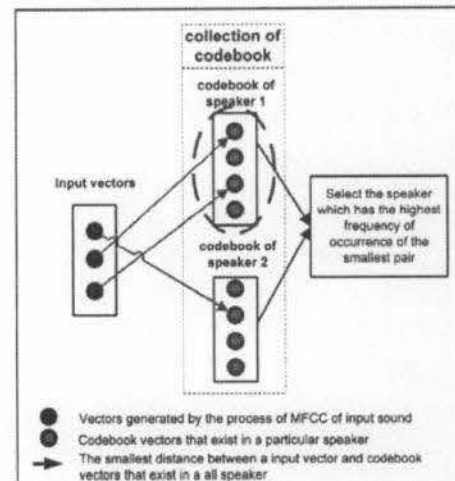 collection of
codebook
codebook of
speaker 1
Input vectors
Select the speaker
which has the highest
frequency of
occurrence of the
smallest pair
codebook of
speaker 2
Vectors generated by the process of MFCC of input sound
Codebook vectors that exist in a particular speaker
The smallest distance between a input vector and codebook
vectors that exist in a all speaker